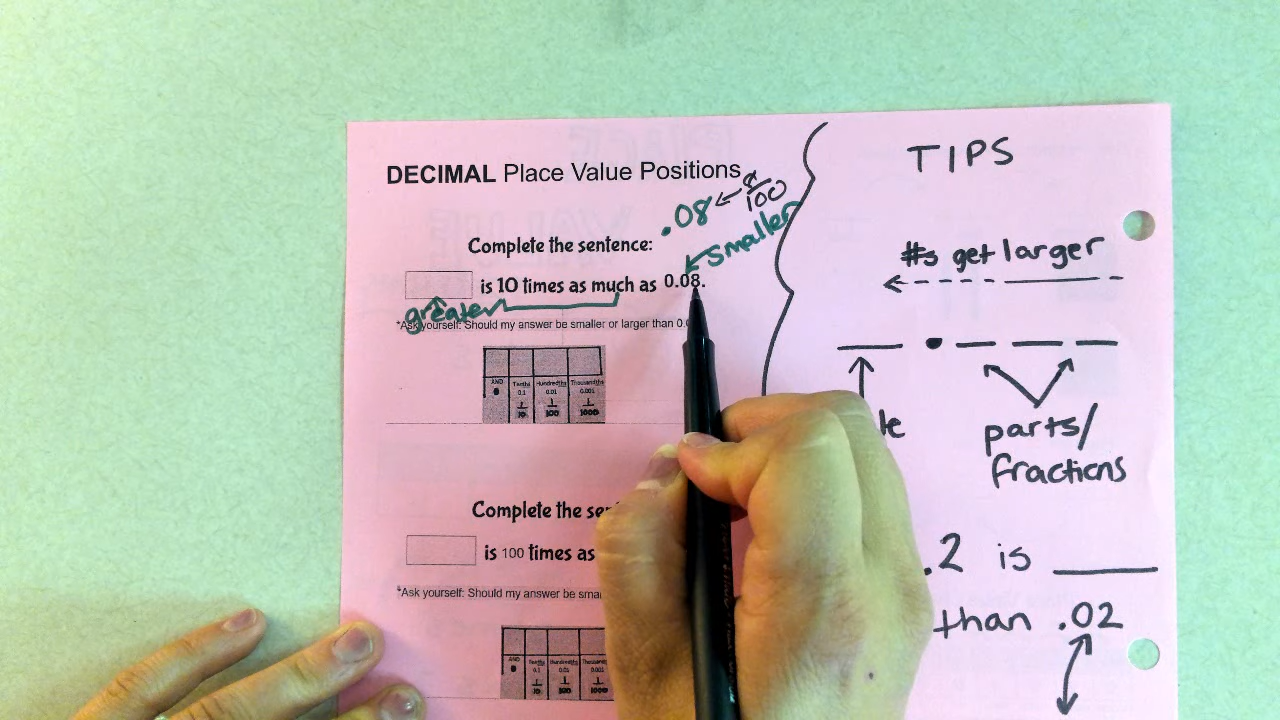 DECIMAL Place Value Positions
.08 ← 8/100
smaller
Complete the sentence:
is 10 times as much as 0.08.
greater
*Ask yourself: Should my answer be smaller or larger than
AND Tenths Hundredths Thousandths
0.1 0.01 0.001
1/10 1/100 1/1000
Complete the
is 100 times as
*Ask yourself: Should my answer be
AND Tenths Hundredths Thousandths
0.1 0.01 0.001
1/10 1/100 1/1000
TIPS
#s get larger
parts/
fractions
.2 is
than .02